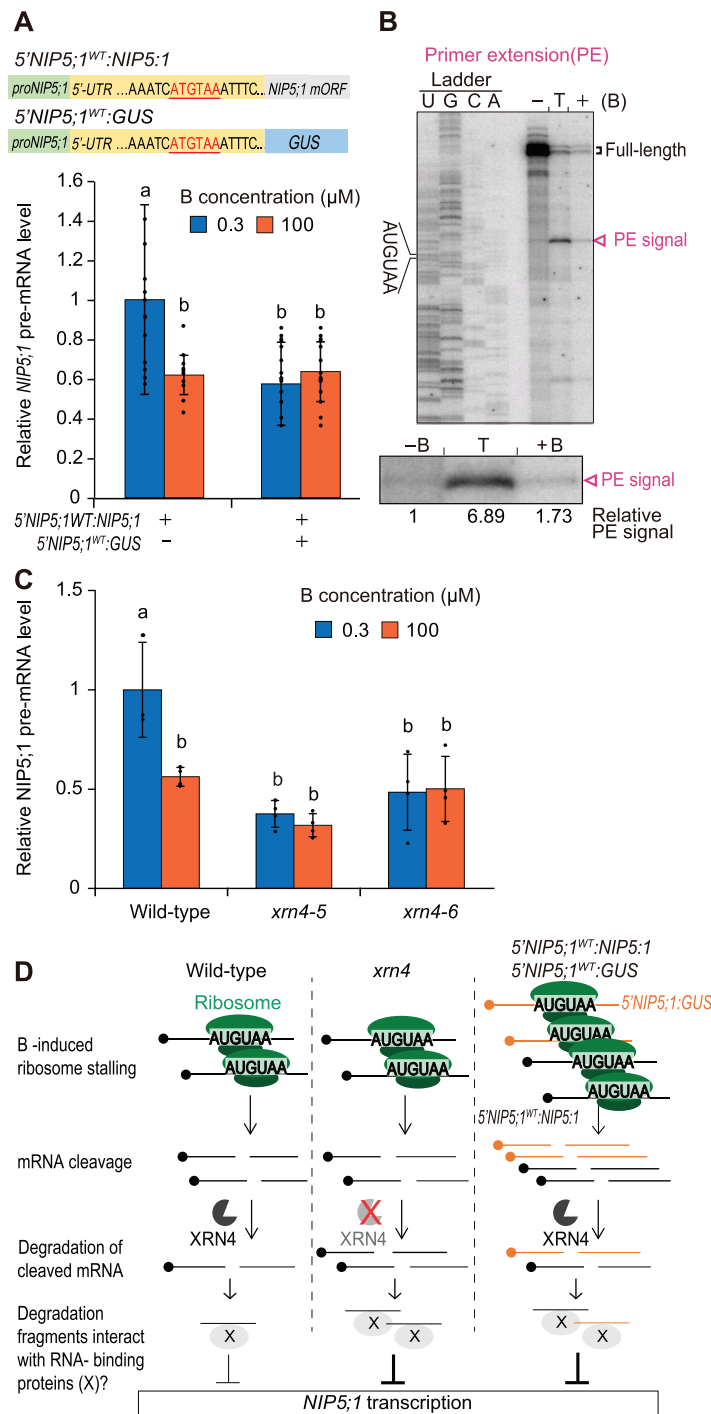 A
5'NIP5;1WT:NIP5:1
proNIP5;1 5'-UTR ...AAATCATGTAAATTTC.. NIP5;1 mORF
5'NIP5;1WT:GUS
proNIP5;1 5'-UTR ...AAATCATGTAAATTTC.. GUS
Relative NIP5;1 pre-mRNA level
1.6
1.4
1.2
1
0.8
0.6
0.4
0.2
0
B concentration (µM)
0.3 100
a b b b
5'NIP5;1WT:NIP5;1 + +
5'NIP5;1WT:GUS − +
B
Primer extension(PE)
Ladder
U G C A − T + (B)
Full-length
AUGUAA
PE signal
−B T +B
PE signal
1 6.89 1.73 Relative
PE signal
C
Relative NIP5;1 pre-mRNA level
1.5
1
0.5
0
B concentration (µM)
0.3 100
a b b b b b
Wild-type xrn4-5 xrn4-6
D
Wild-type xrn4 5'NIP5;1WT:NIP5:1
5'NIP5;1WT:GUS
Ribosome
5'NIP5;1:GUS
B -induced
ribosome stalling
AUGUAA AUGUAA AUGUAA
AUGUAA AUGUAA AUGUAA
AUGUAA
AUGUAA
5'NIP5;1WT:NIP5:1
mRNA cleavage
XRN4 XRN4 XRN4
Degradation of
cleaved mRNA
Degradation
fragments interact
with RNA- binding
proteins (X)?
X X X X X
NIP5;1 transcription